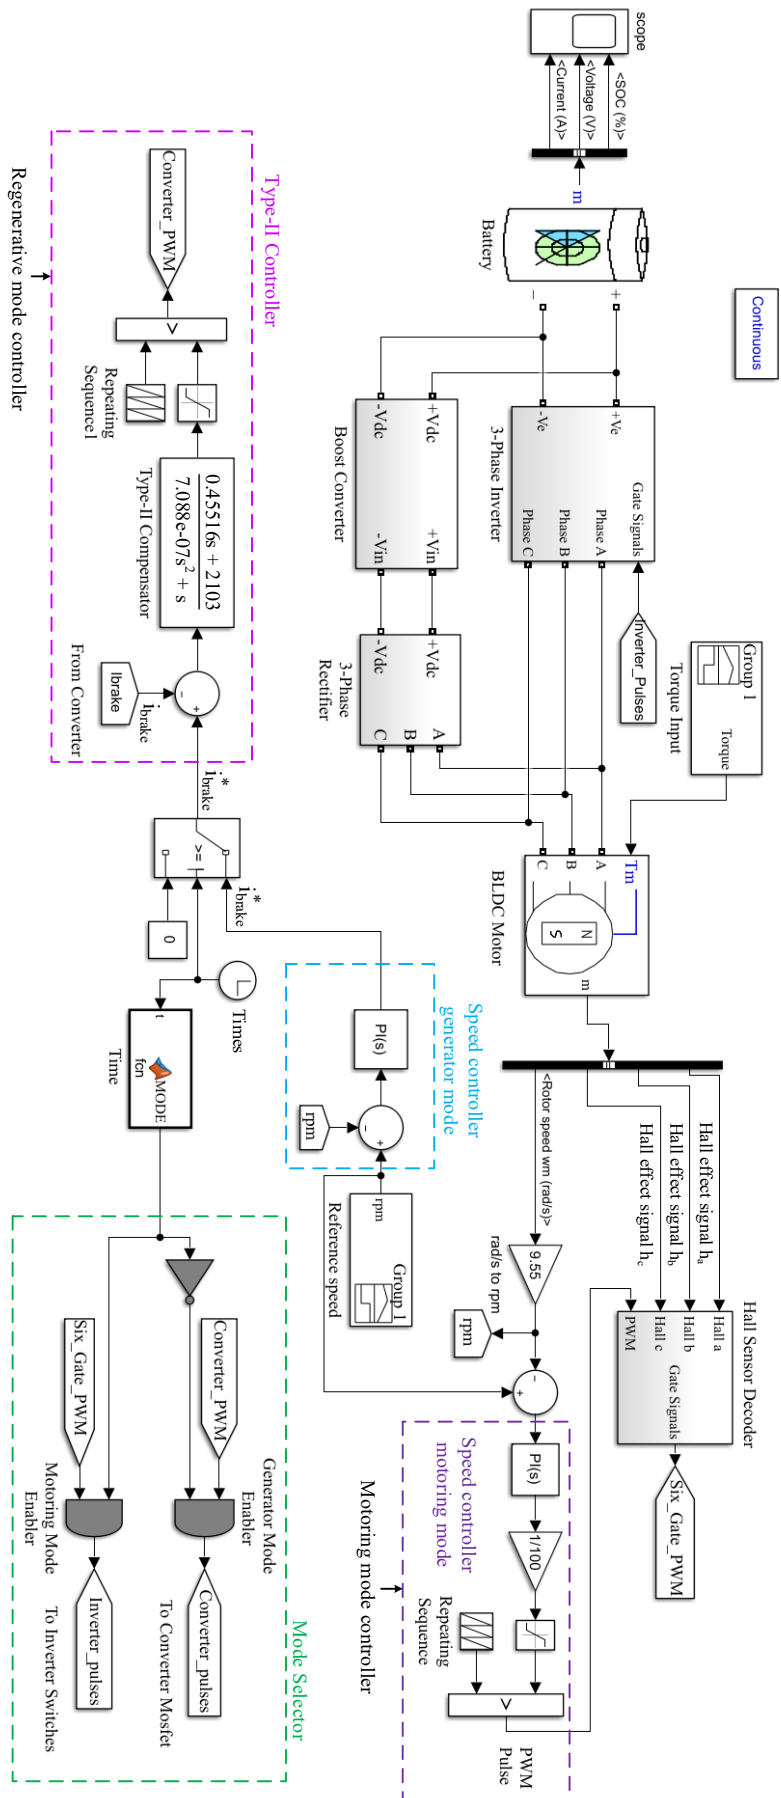 Continuous
scope
<SOC (%)>
<Voltage (V)>
<Current (A)>
m
Battery
+
−
+Ve
-Ve
Gate Signals
Phase A
Phase B
Phase C
3-Phase Inverter
Inverter_Pulses
Group 1
Torque
Torque Input
+Vdc
-Vdc
+Vin
-Vin
Boost Converter
+Vdc
-Vdc
A
B
C
3-Phase
Rectifier
Tm
A
B
C
N
S
m
BLDC Motor
Hall effect signal ha
Hall effect signal hb
Hall effect signal hc
<Rotor speed wm (rad/s)>
Hall Sensor Decoder
Hall a
Hall b
Hall c
PWM
Gate Signals
Six_Gate_PWM
9.55
rad/s to rpm
rpm
−
+
Speed controller
motoring mode
PI(s)
1/100
Repeating
Sequence
>
PWM
Pulse
Motoring mode controller
Speed controller
generator mode
PI(s)
rpm
−
+
rpm
Group 1
Reference speed
Type-II Controller
Converter_PWM
>
Repeating
Sequence1
0.45516s + 2103
7.088e-07s² + s
Type-II Compensator
+
−
Ibrake
ibrake
From Converter
Regenerative mode controller
i*brake
>=
i*brake
0
Times
t
MODE
fcn
Time
Mode Selector
Converter_PWM
Generator Mode
Enabler
Converter_pulses
To Converter Mosfet
Six_Gate_PWM
Motoring Mode
Enabler
Inverter_pulses
To Inverter Switches